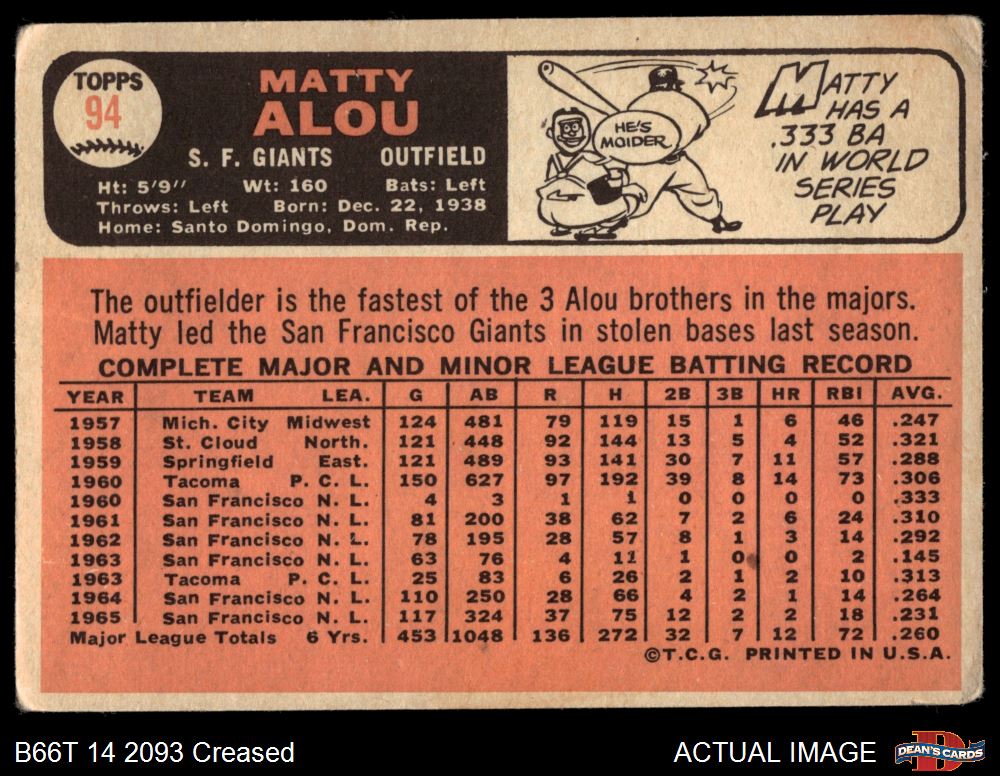 TOPPS
94
MATTY
ALOU
S. F. GIANTS OUTFIELD
Ht: 5'9" Wt: 160 Bats: Left
Throws: Left Born: Dec. 22, 1938
Home: Santo Domingo, Dom. Rep.
HE'S
MOIDER
MATTY
HAS A
.333 BA
IN WORLD
SERIES
PLAY
The outfielder is the fastest of the 3 Alou brothers in the majors.
Matty led the San Francisco Giants in stolen bases last season.
COMPLETE MAJOR AND MINOR LEAGUE BATTING RECORD
YEAR TEAM LEA. G AB R H 2B 3B HR RBI AVG.
1957 Mich. City Midwest 124 481 79 119 15 1 6 46 .247
1958 St. Cloud North. 121 448 92 144 13 5 4 52 .321
1959 Springfield East. 121 489 93 141 30 7 11 57 .288
1960 Tacoma P. C. L. 150 627 97 192 39 8 14 73 .306
1960 San Francisco N. L. 4 3 1 1 0 0 0 0 .333
1961 San Francisco N. L. 81 200 38 62 7 2 6 24 .310
1962 San Francisco N. L. 78 195 28 57 8 1 3 14 .292
1963 San Francisco N. L. 63 76 4 11 1 0 0 2 .145
1963 Tacoma P. C. L. 25 83 6 26 2 1 2 10 .313
1964 San Francisco N. L. 110 250 28 66 4 2 1 14 .264
1965 San Francisco N. L. 117 324 37 75 12 2 2 18 .231
Major League Totals 6 Yrs. 453 1048 136 272 32 7 12 72 .260
©T.C.G. PRINTED IN U.S.A.
B66T 14 2093 Creased
ACTUAL IMAGE
DEAN'S CARDS